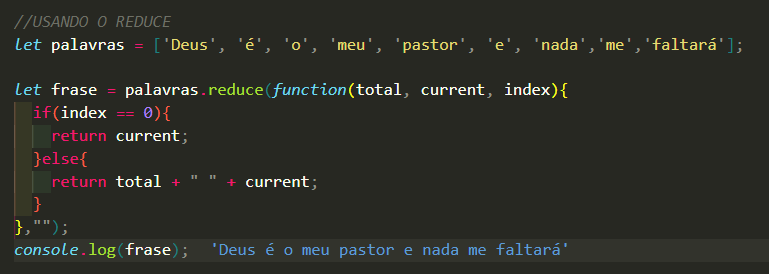 //USANDO O REDUCE
let palavras = ['Deus', 'é', 'o', 'meu', 'pastor', 'e', 'nada','me','faltará'];
let frase = palavras.reduce(function(total, current, index){
if(index == 0){
return current;
}else{
return total + " " + current;
}
},"");
console.log(frase); 'Deus é o meu pastor e nada me faltará'